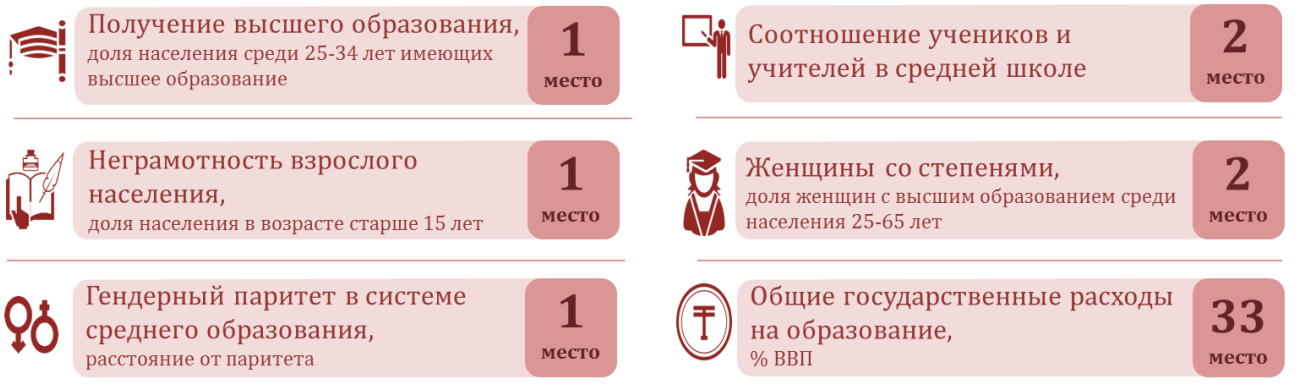 Получение высшего образования,
доля населения среди 25-34 лет имеющих
высшее образование
1
место
Неграмотность взрослого
населения,
доля населения в возрасте старше 15 лет
1
место
Гендерный паритет в системе
среднего образования,
расстояние от паритета
1
место
Соотношение учеников и
учителей в средней школе
2
место
Женщины со степенями,
доля женщин с высшим образованием среди
населения 25-65 лет
2
место
Общие государственные расходы
на образование,
% ВВП
33
место